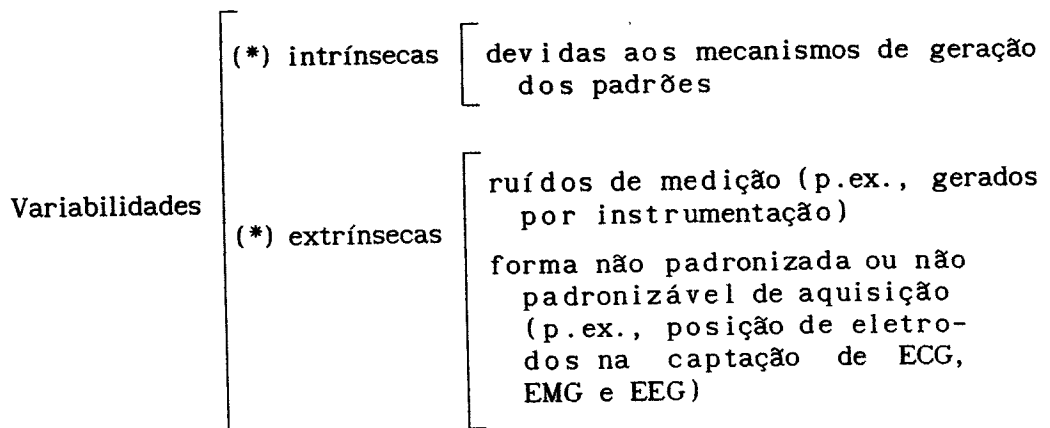 (*) intrínsecas
devidas aos mecanismos de geração
dos padrões
Variabilidades
(*) extrínsecas
ruídos de medição (p.ex., gerados
por instrumentação)
forma não padronizada ou não
padronizável de aquisição
(p.ex., posição de eletro-
dos na captação de ECG,
EMG e EEG)